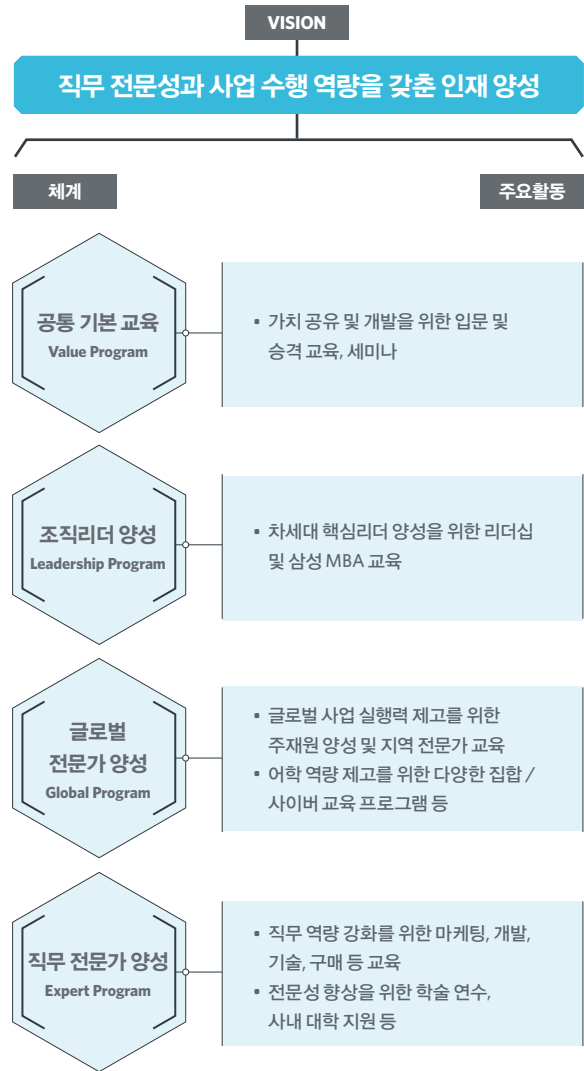 VISION
직무 전문성과 사업 수행 역량을 갖춘 인재 양성
체계
주요활동
공통 기본 교육
Value Program
▪ 가치 공유 및 개발을 위한 입문 및
승격 교육, 세미나
조직리더 양성
Leadership Program
▪ 차세대 핵심리더 양성을 위한 리더십
및 삼성 MBA 교육
글로벌
전문가 양성
Global Program
▪ 글로벌 사업 실행력 제고를 위한
주재원 양성 및 지역 전문가 교육
▪ 어학 역량 제고를 위한 다양한 집합 /
사이버 교육 프로그램 등
직무 전문가 양성
Expert Program
▪ 직무 역량 강화를 위한 마케팅, 개발,
기술, 구매 등 교육
▪ 전문성 향상을 위한 학술 연수,
사내 대학 지원 등